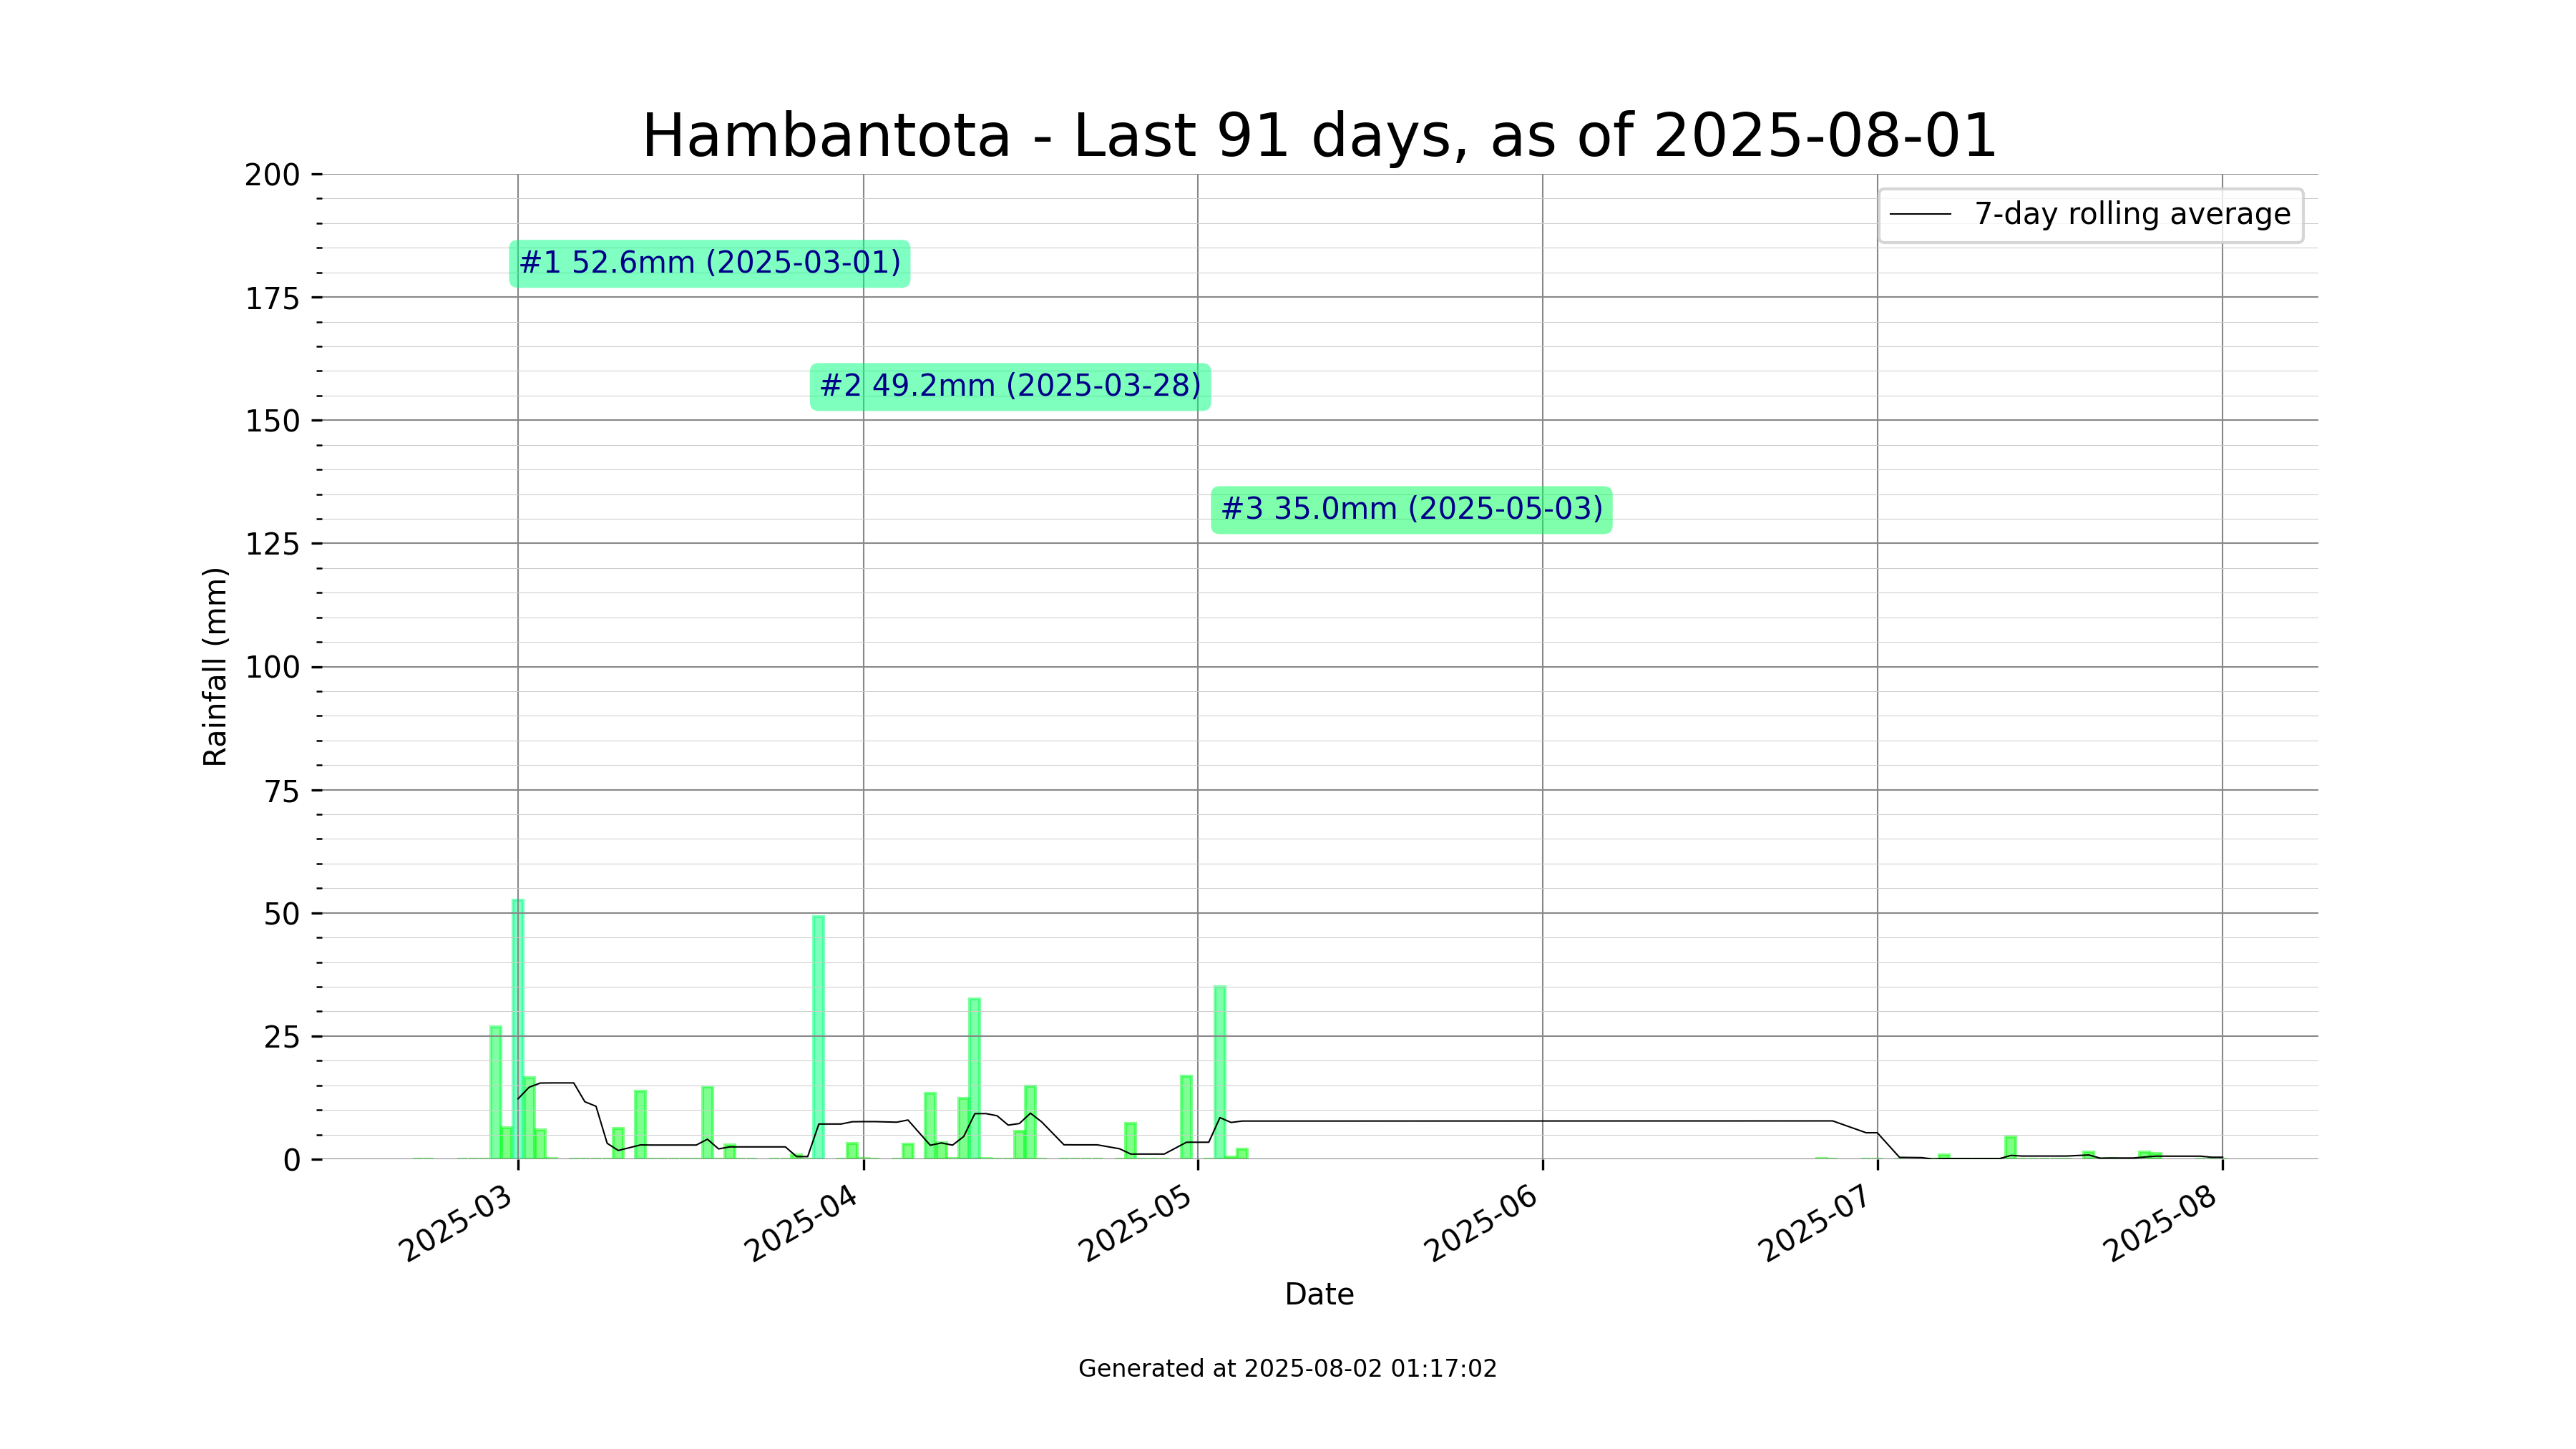 Hambantota - Last 91 days, as of 2025-08-01
200
175
150
125
100
75
50
25
0
Rainfall (mm)
7-day rolling average
#1 52.6mm (2025-03-01)
#2 49.2mm (2025-03-28)
#3 35.0mm (2025-05-03)
2025-03
2025-04
2025-05
2025-06
2025-07
2025-08
Date
Generated at 2025-08-02 01:17:02